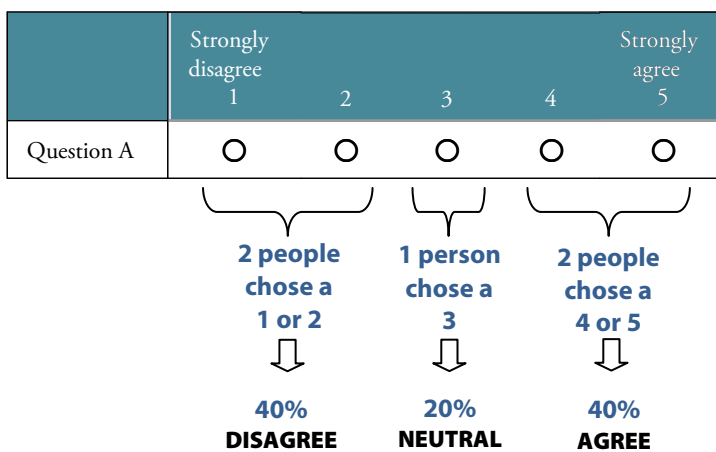 Strongly
disagree
1
2
3
4
Strongly
agree
5
Question A
2 people
chose a
1 or 2
1 person
chose a
3
2 people
chose a
4 or 5
40%
DISAGREE
20%
NEUTRAL
40%
AGREE